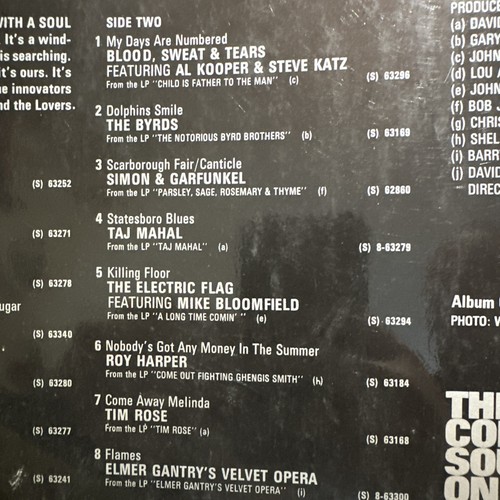 WITH A SOUL
It's a wind-
is searching.
it's ours. It's
e innovators
nd the Lovers.
(S) 63252
(S) 63271
(S) 63278
ugar
(S) 63340
(S) 63280
(S) 63277
(S) 63241
SIDE TWO
1 My Days Are Numbered
BLOOD, SWEAT & TEARS
FEATURING AL KOOPER & STEVE KATZ
From the LP "CHILD IS FATHER TO THE MAN" (c) (S) 63296
2 Dolphins Smile
THE BYRDS
From the LP "THE NOTORIOUS BYRD BROTHERS" (b) (S) 63169
3 Scarborough Fair/Canticle
SIMON & GARFUNKEL
From the LP "PARSLEY, SAGE, ROSEMARY & THYME" (f) (S) 62860
4 Statesboro Blues
TAJ MAHAL
From the LP "TAJ MAHAL" (a) (S) 8-63279
5 Killing Floor
THE ELECTRIC FLAG
FEATURING MIKE BLOOMFIELD
From the LP "A LONG TIME COMIN'" (e) (S) 63294
6 Nobody's Got Any Money In The Summer
ROY HARPER
From the LP "COME OUT FIGHTING GHENGIS SMITH" (h) (S) 63184
7 Come Away Melinda
TIM ROSE
From the LP "TIM ROSE" (a) (S) 63168
8 Flames
ELMER GANTRY'S VELVET OPERA
From the LP "ELMER GANTRY'S VELVET OPERA" (i) (S) 8-63300
PRODUCE
(a) DAVI
(b) GARY
(c) JOHN
(d) LOU
(e) JOHN
(f) BOB
(g) CHRI
(h) SHEL
(i) BARR
(j) DAVID
DIREC
Album
PHOTO:
TH
CO
SO
ON